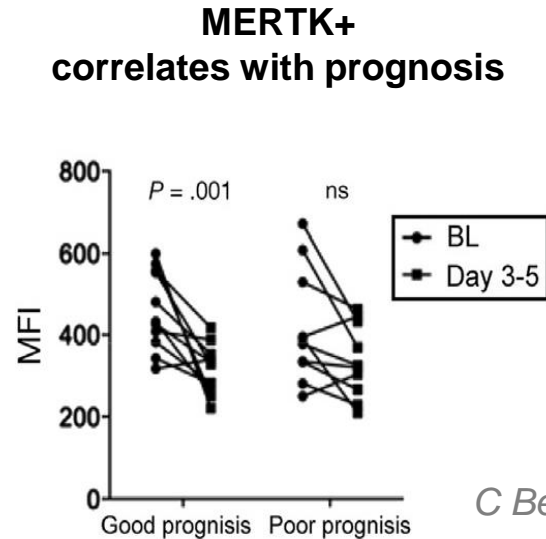 MERTK+
correlates with prognosis
800
600
400
200
0
MFI
P = .001
ns
BL
Day 3-5
Good prognisis
Poor prognisis
C Be